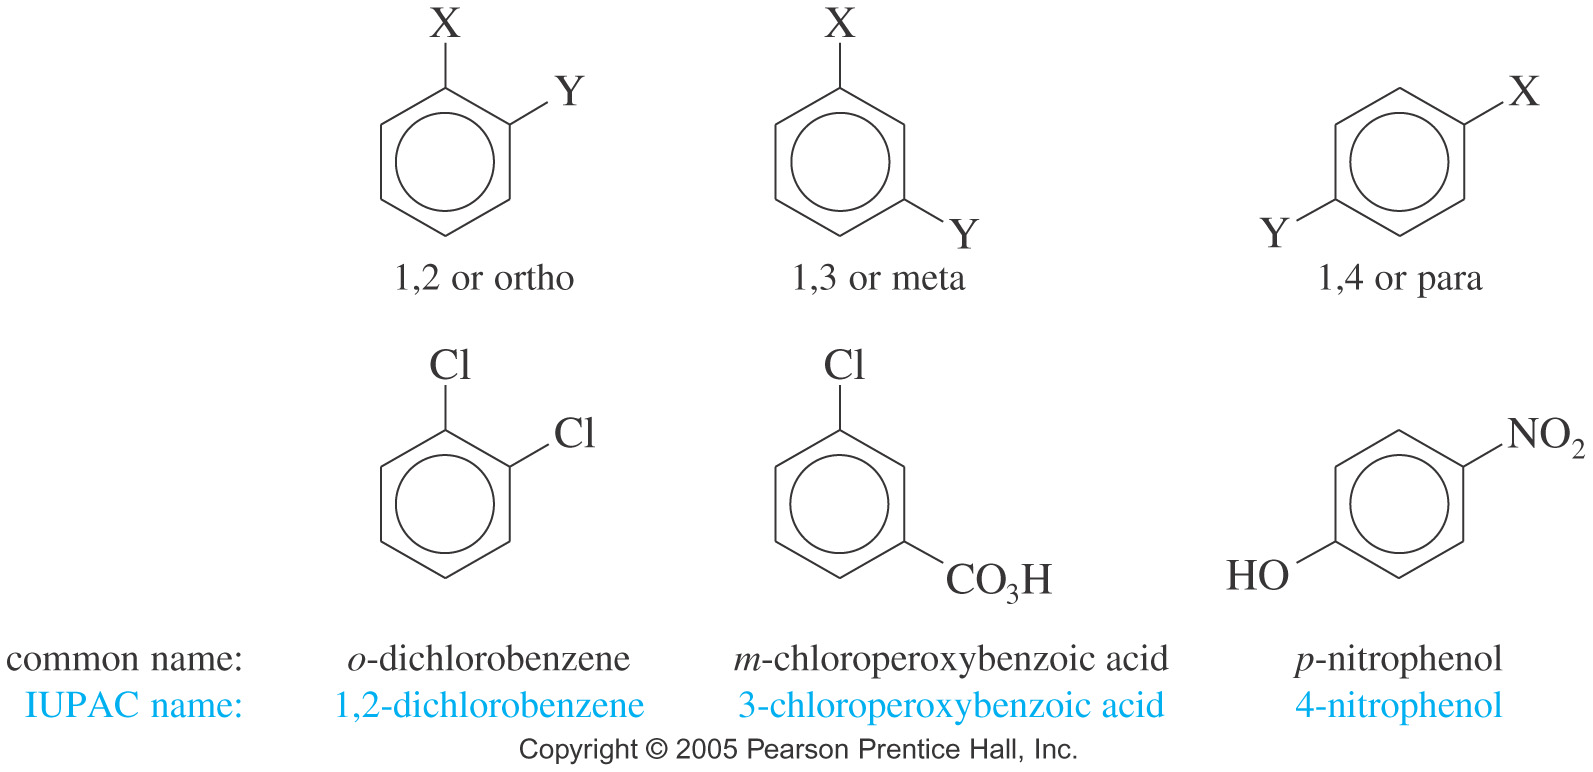 X X
Y X
Y Y
1,2 or ortho 1,3 or meta 1,4 or para
Cl Cl
Cl NO₂
CO₃H HO
common name: o-dichlorobenzene m-chloroperoxybenzoic acid p-nitrophenol
IUPAC name: 1,2-dichlorobenzene 3-chloroperoxybenzoic acid 4-nitrophenol
Copyright © 2005 Pearson Prentice Hall, Inc.